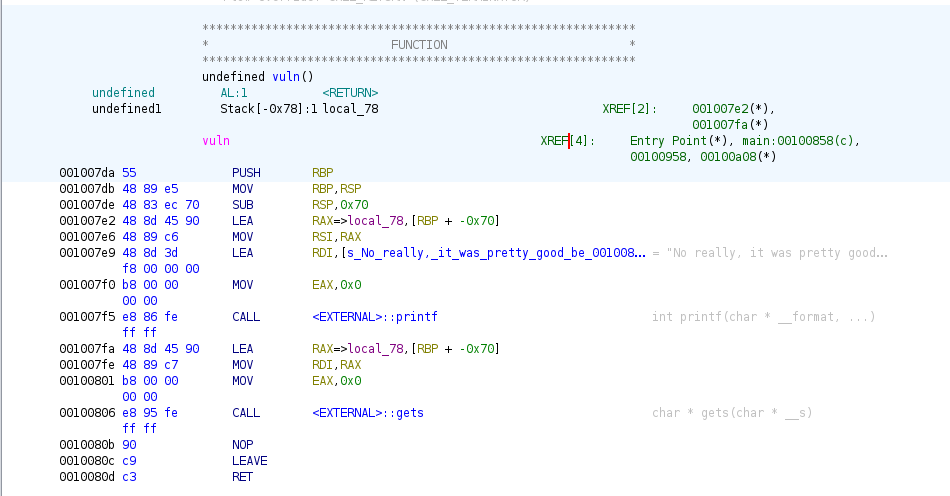 ************************************************************
* FUNCTION *
************************************************************
undefined vuln()
undefined AL:1 <RETURN>
undefined1 Stack[-0x78]:1 local_78 XREF[2]: 001007e2(*),
001007fa(*)
vuln XREF[4]: Entry Point(*), main:00100858(c),
00100958, 00100a08(*)
001007da 55 PUSH RBP
001007db 48 89 e5 MOV RBP,RSP
001007de 48 83 ec 70 SUB RSP,0x70
001007e2 48 8d 45 90 LEA RAX=>local_78,[RBP + -0x70]
001007e6 48 89 c6 MOV RSI,RAX
001007e9 48 8d 3d LEA RDI,[s_No_really,_it_was_pretty_good_be_001008... = "No really, it was pretty good...
f8 00 00 00
001007f0 b8 00 00 MOV EAX,0x0
00 00
001007f5 e8 86 fe CALL <EXTERNAL>::printf int printf(char * __format, ...)
ff ff
001007fa 48 8d 45 90 LEA RAX=>local_78,[RBP + -0x70]
001007fe 48 89 c7 MOV RDI,RAX
00100801 b8 00 00 MOV EAX,0x0
00 00
00100806 e8 95 fe CALL <EXTERNAL>::gets char * gets(char * __s)
ff ff
0010080b 90 NOP
0010080c c9 LEAVE
0010080d c3 RET